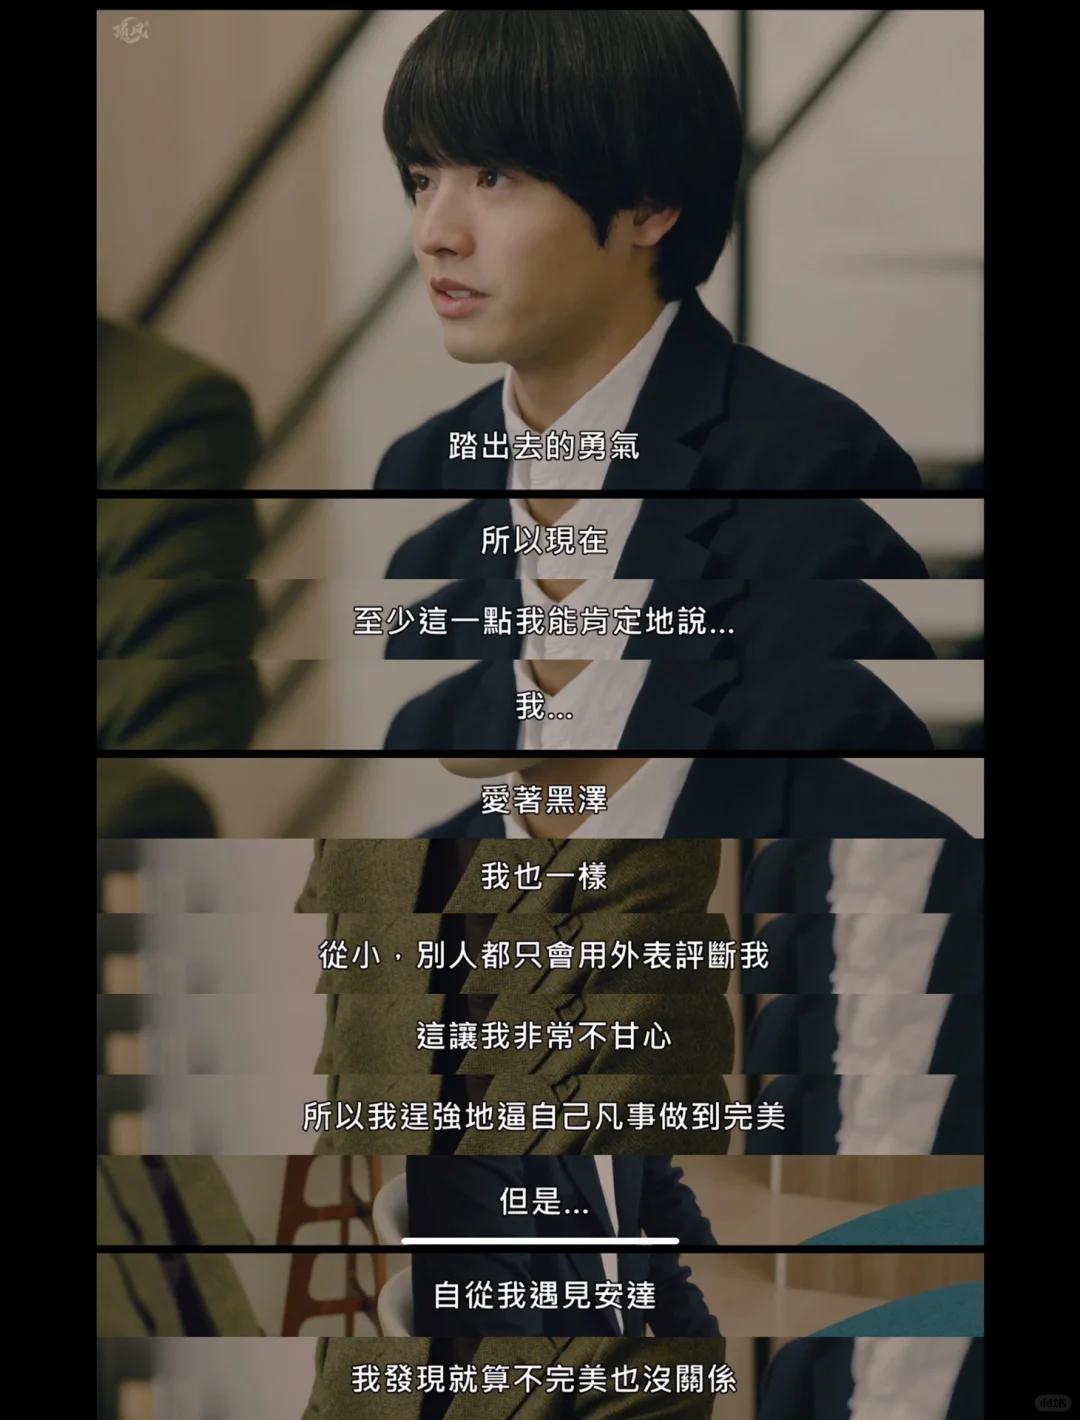 頂風
踏出去的勇氣
所以現在
至少這一點我能肯定地說...
我...
愛著黑澤
我也一樣
從小，別人都只會用外表評斷我
這讓我非常不甘心
所以我逞強地逼自己凡事做到完美
但是...
自從我遇見安達
我發現就算不完美也沒關係